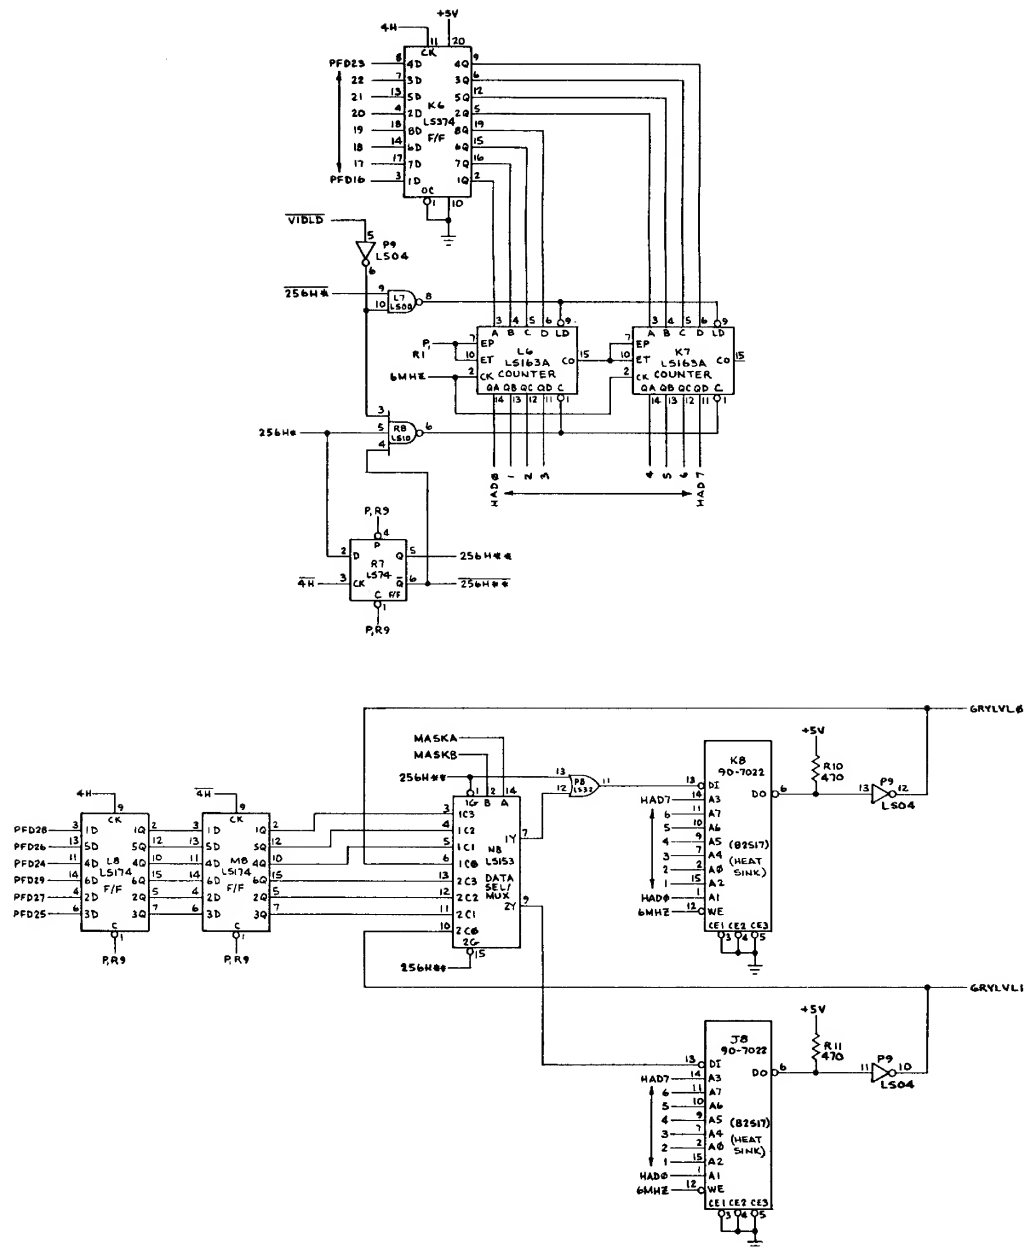 +5V
4H
11 20
CK
PFD23 8 4D 4Q 9
22 7 3D 3Q 6
21 13 5D K6 5Q 12
20 4 2D LS374 2Q 5
19 18 8D F/F 8Q 19
18 14 6D 6Q 15
17 17 7D 7Q 16
PFD16 3 1D 1Q 2
OC
1 10
VIDLD
5
P9
LS04
6
256H* 9 L7 8
10 LS00
3 4 5 6 9 3 4 5 6 9
A B C D LD A B C D LD
P, 7 EP L6 7 EP K7
R1 10 ET LS163A CO 15 10 ET LS163A CO 15
6MHZ 2 CK COUNTER 2 CK COUNTER
QA QB QC QD C QA QB QC QD C
14 13 12 11 1 14 13 12 11 1
3
256H* 5 R8 6
4 LS10
HAD0 1 2 3 4 5 6 HAD7
P,R9
4
P
2 D Q 5 256H**
R7
LS74
4H 3 CK Q 6 256H**
C F/F
1
P,R9
GRYLVL0
MASKA
MASKB
+5V
K8
90-7022
R10
470
256H** 13 P8 11 13 DI
12 LS32
1 2 14
1G B A
DO 6 13 P9 12
LS04
4H 4H
9 9
CK CK
HAD7 14 A3
6 11 A7
5 10 A6
4 9 A5 (82S17)
3 7 A4 (HEAT
2 2 A0 SINK)
1 15 A2
HAD0 1 A1
6MHZ 12 WE
CE1 CE2 CE3
3 4 5
PFD28 3 1D 1Q 2 3 1D 1Q 2
PFD26 13 5D 5Q 12 13 5D 5Q 12
PFD24 11 4D L8 4Q 10 11 4D M8 4Q 10
PFD29 14 6D LS174 6Q 15 14 6D LS174 6Q 15
PFD27 4 2D F/F 2Q 5 4 2D F/F 2Q 5
PFD25 6 3D 3Q 7 6 3D 3Q 7
C C
1 1
P,R9 P,R9
3 1C3
4 1C2 1Y 7
5 1C1 N8
6 1C0 LS153
13 2C3 DATA
12 2C2 SEL/
MUX 2Y 9
11 2C1
10 2C0
2G
256H** 15
GRYLVL1
+5V
J8
90-7022
R11
470
13 DI
DO 6 11 P9 10
LS04
HAD7 14 A3
6 11 A7
5 10 A6
4 9 A5 (82S17)
3 7 A4 (HEAT
2 2 A0 SINK)
1 15 A2
HAD0 1 A1
6MHZ 12 WE
CE1 CE2 CE3
3 4 5